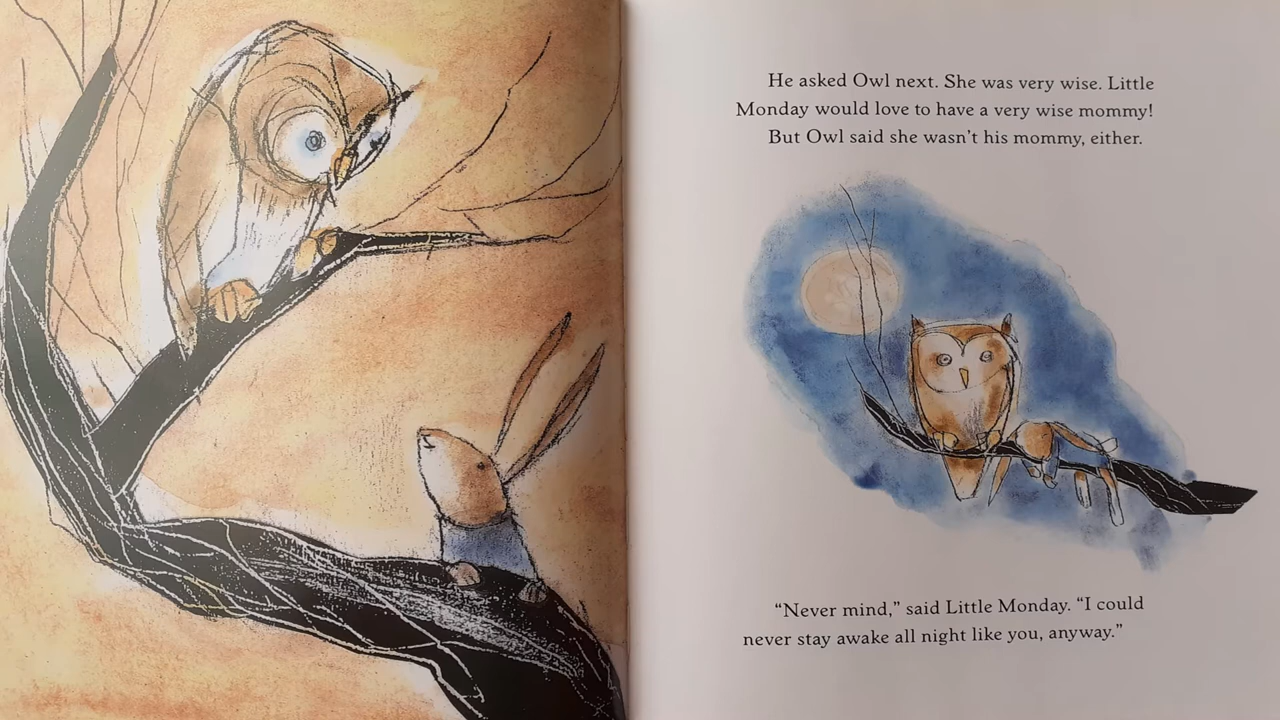 He asked Owl next. She was very wise. Little
Monday would love to have a very wise mommy!
But Owl said she wasn't his mommy, either.
“Never mind,” said Little Monday. “I could
never stay awake all night like you, anyway.”